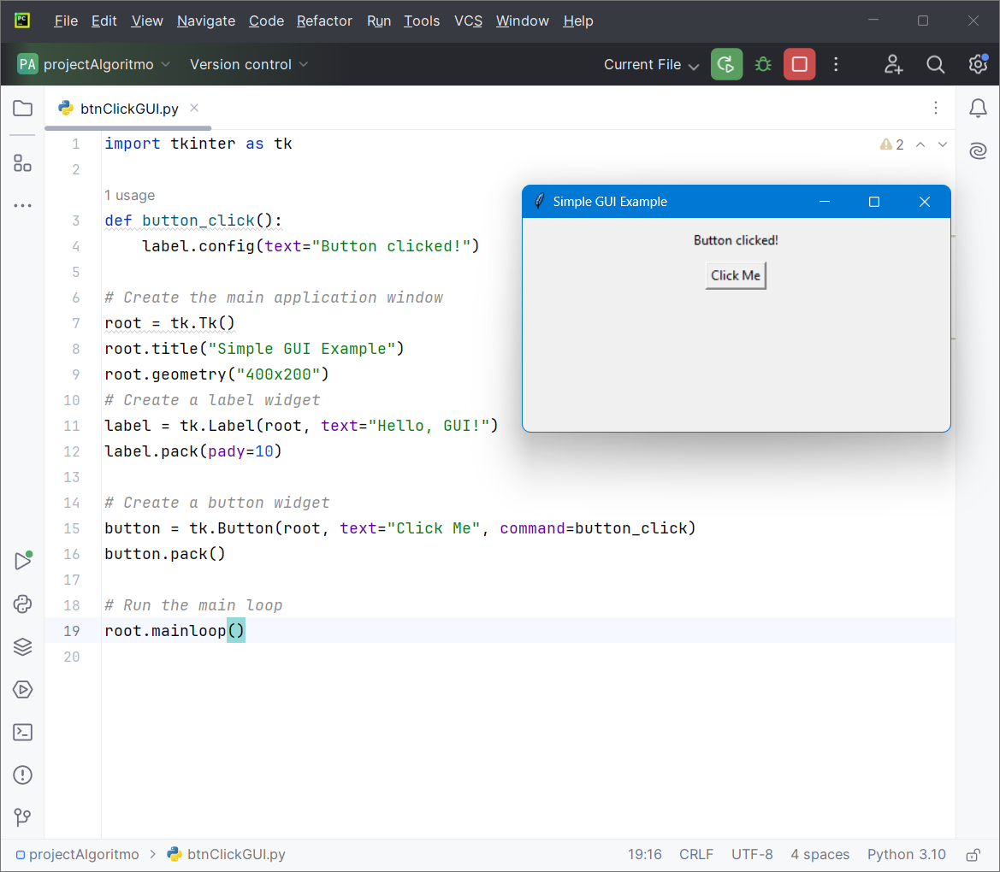 PC
File Edit View Navigate Code Refactor Run Tools VCS Window Help
PA projectAlgoritmo Version control Current File
btnClickGUI.py
1 import tkinter as tk
2
2
1 usage
3 def button_click():
4     label.config(text="Button clicked!")
5
6 # Create the main application window
7 root = tk.Tk()
8 root.title("Simple GUI Example")
9 root.geometry("400x200")
10 # Create a label widget
11 label = tk.Label(root, text="Hello, GUI!")
12 label.pack(pady=10)
13
14 # Create a button widget
15 button = tk.Button(root, text="Click Me", command=button_click)
16 button.pack()
17
18 # Run the main loop
19 root.mainloop()
20
Simple GUI Example
Button clicked!
Click Me
projectAlgoritmo > btnClickGUI.py 19:16 CRLF UTF-8 4 spaces Python 3.10